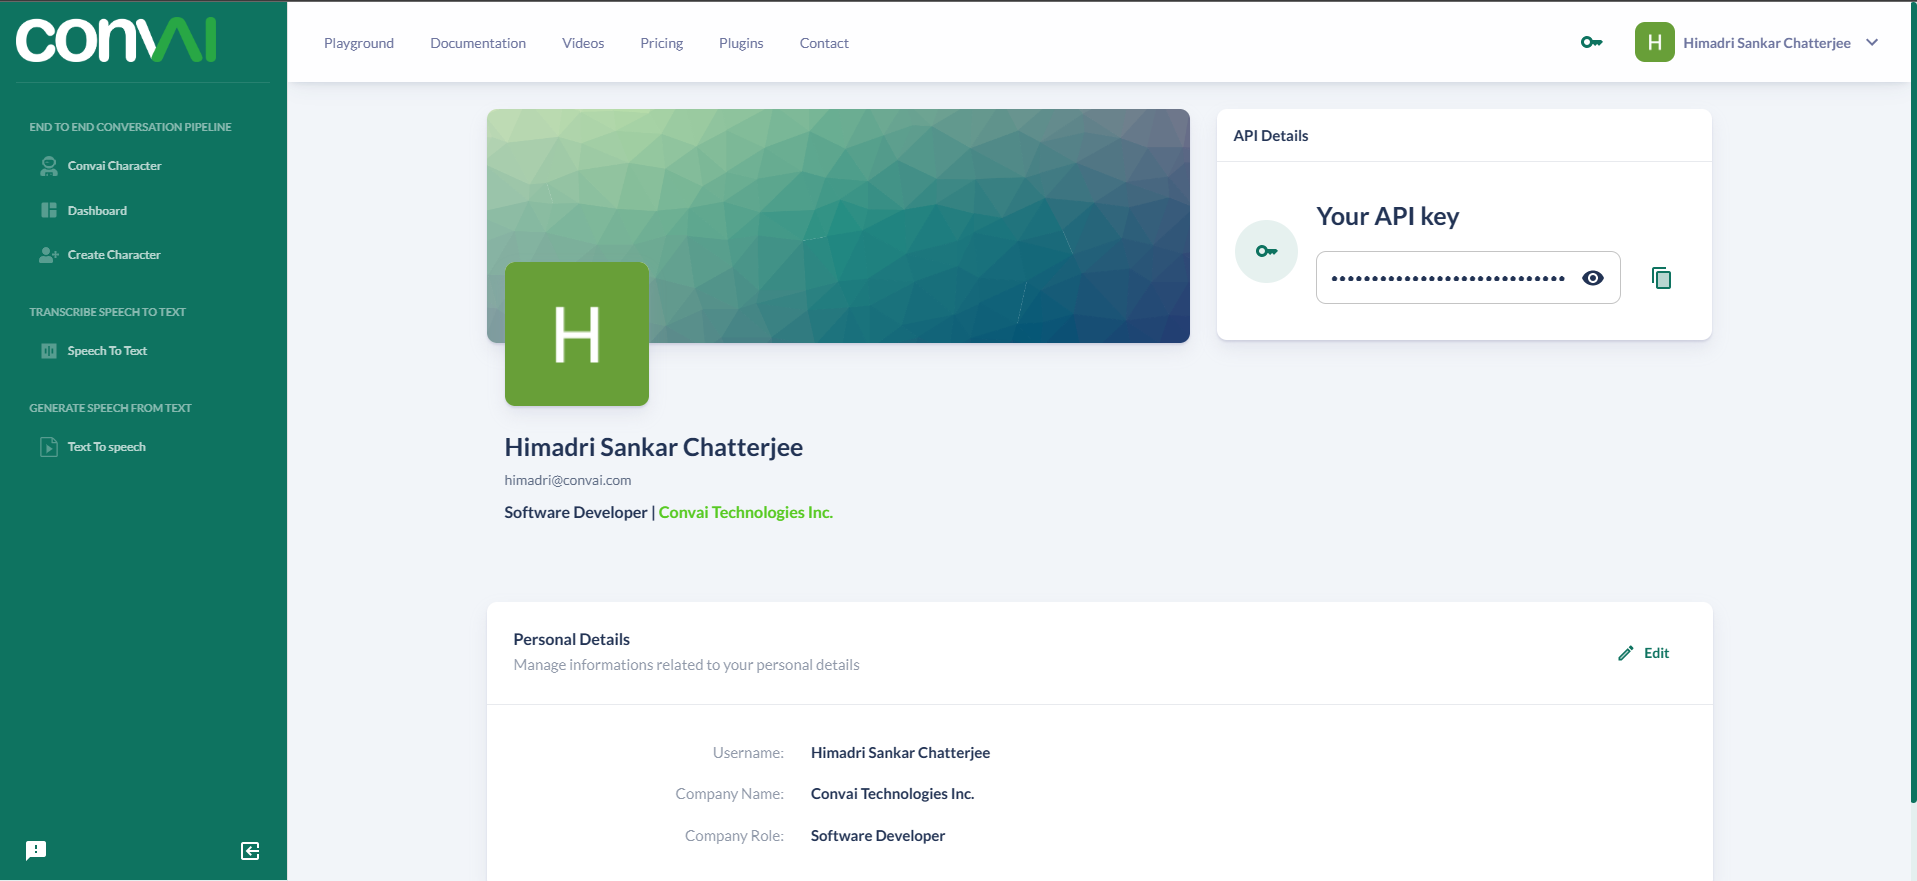 convAI
Playground
Documentation
Videos
Pricing
Plugins
Contact
H
Himadri Sankar Chatterjee
END TO END CONVERSATION PIPELINE
Convai Character
Dashboard
Create Character
TRANSCRIBE SPEECH TO TEXT
Speech To Text
GENERATE SPEECH FROM TEXT
Text To speech
API Details
Your API key
H
Himadri Sankar Chatterjee
himadri@convai.com
Software Developer | Convai Technologies Inc.
Personal Details
Manage informations related to your personal details
Edit
Username: Himadri Sankar Chatterjee
Company Name: Convai Technologies Inc.
Company Role: Software Developer